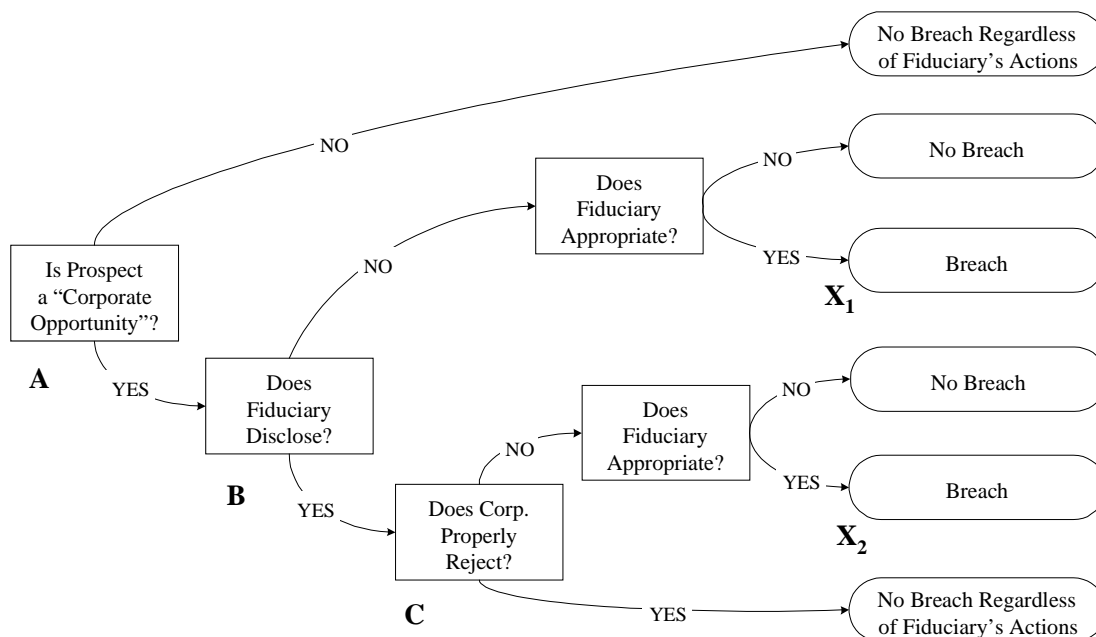 No Breach Regardless
of Fiduciary’s Actions
NO
No Breach
NO
Does
Fiduciary
Appropriate?
YES
Breach
X1
Is Prospect
a “Corporate
Opportunity”?
A
NO
YES
Does
Fiduciary
Disclose?
B
No Breach
NO
Does
Fiduciary
Appropriate?
NO
YES
Breach
X2
YES
Does Corp.
Properly
Reject?
C
YES
No Breach Regardless
of Fiduciary’s Actions